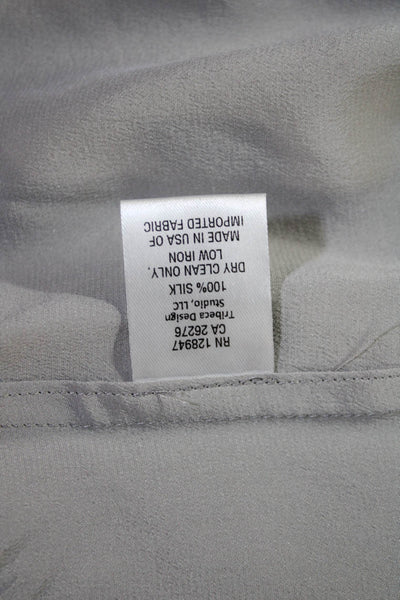 RN 128947
CA 26276
Tribeca Design
Studio, LLC
100% SILK
DRY CLEAN ONLY.
LOW IRON
MADE IN USA OF
IMPORTED FABRIC